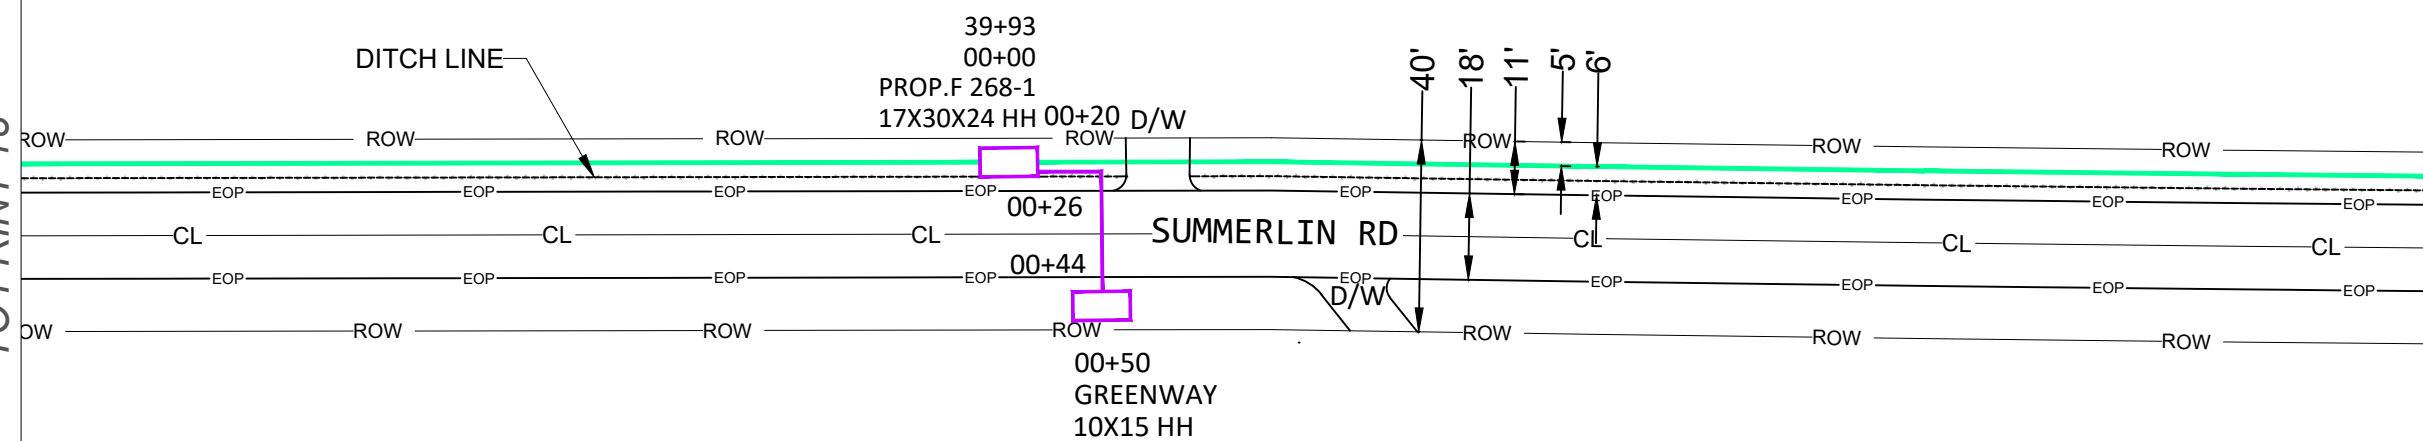 39+93
00+00
PROP.F 268-1
17X30X24 HH
00+20
D/W
DITCH LINE
40'
18'
11'
5'
6'
ROW
ROW
ROW
ROW
ROW
ROW
ROW
EOP
EOP
EOP
EOP
EOP
EOP
EOP
EOP
EOP
00+26
CL
CL
CL
SUMMERLIN RD
CL
CL
CL
00+44
EOP
EOP
EOP
EOP
EOP
EOP
EOP
EOP
EOP
D/W
OW
ROW
ROW
ROW
ROW
ROW
ROW
00+50
GREENWAY
10X15 HH